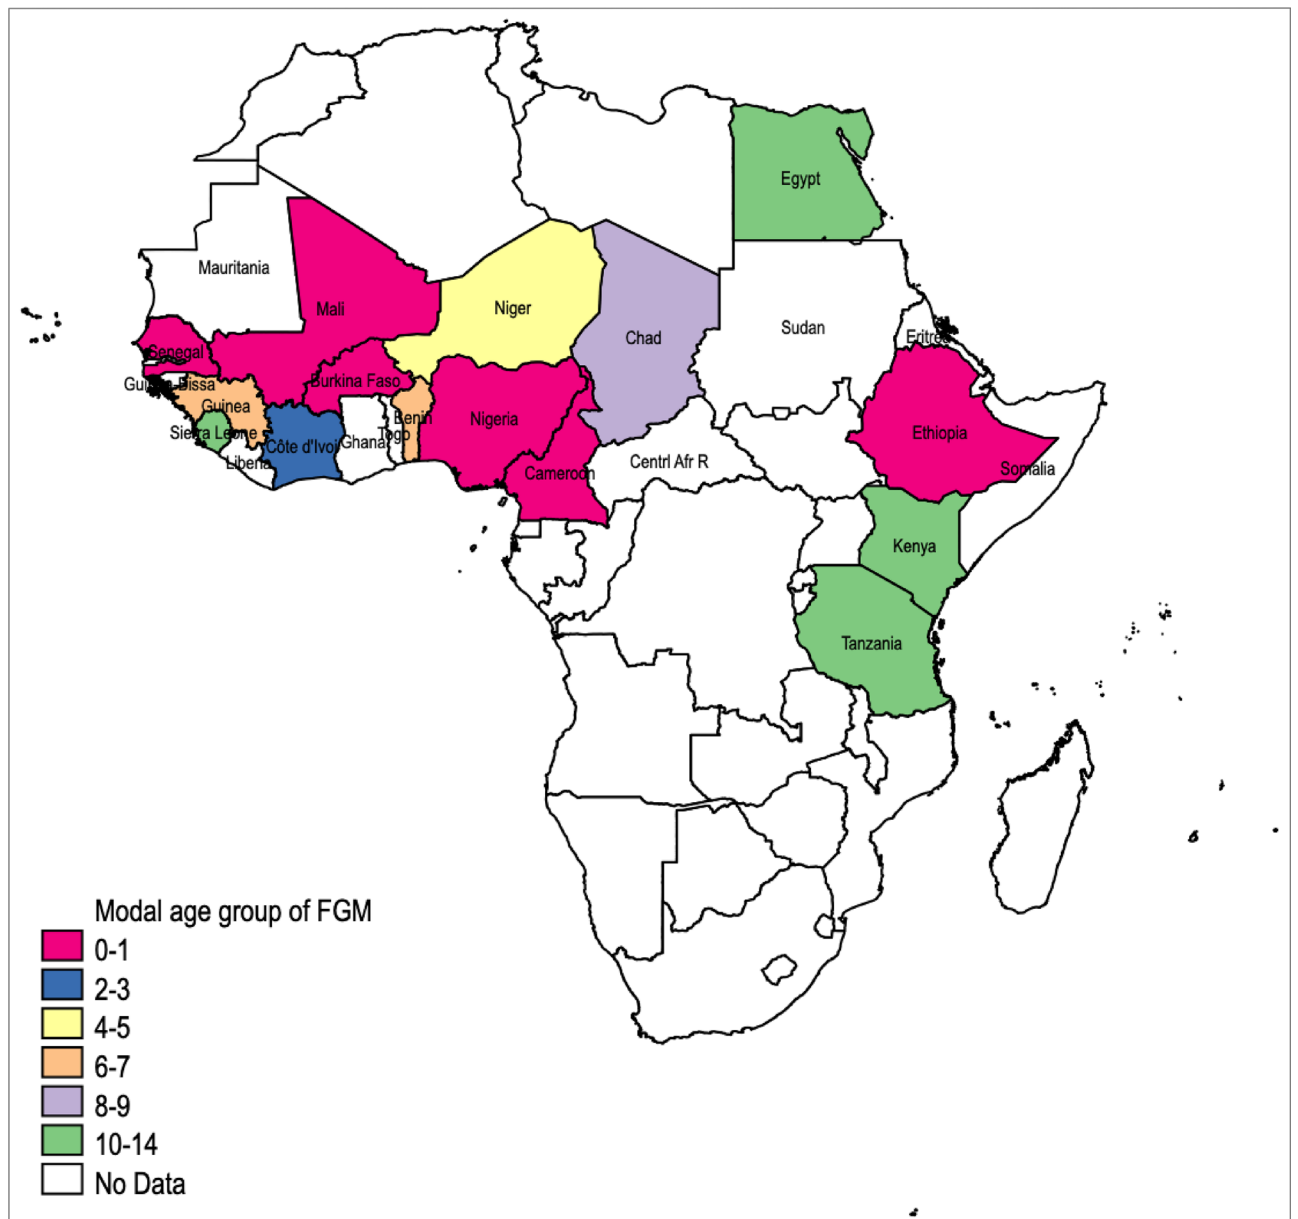 Egypt
Mauritania
Mali
Niger
Chad
Sudan
Eritrea
Senegal
Guinea-Bissa
Burkina Faso
Guinea
Benin
Nigeria
Sierra Leone
Côte d'Ivoi
Ghana
Togo
Ethiopia
Liberia
Cameroon
Centrl Afr R
Somalia
Kenya
Tanzania
Modal age group of FGM
0-1
2-3
4-5
6-7
8-9
10-14
No Data